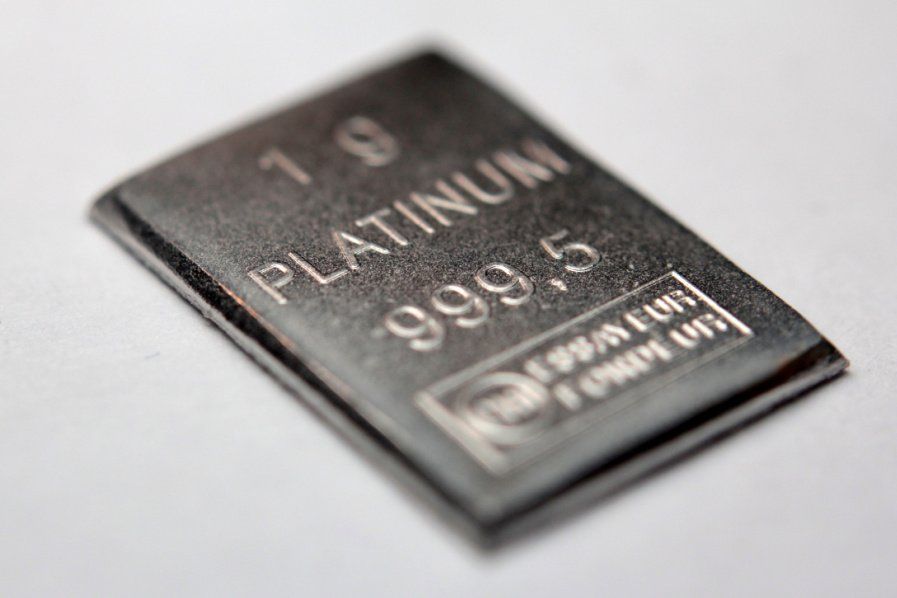 1 g
PLATINUM
999,5
ESSAYEUR
FONDEUR